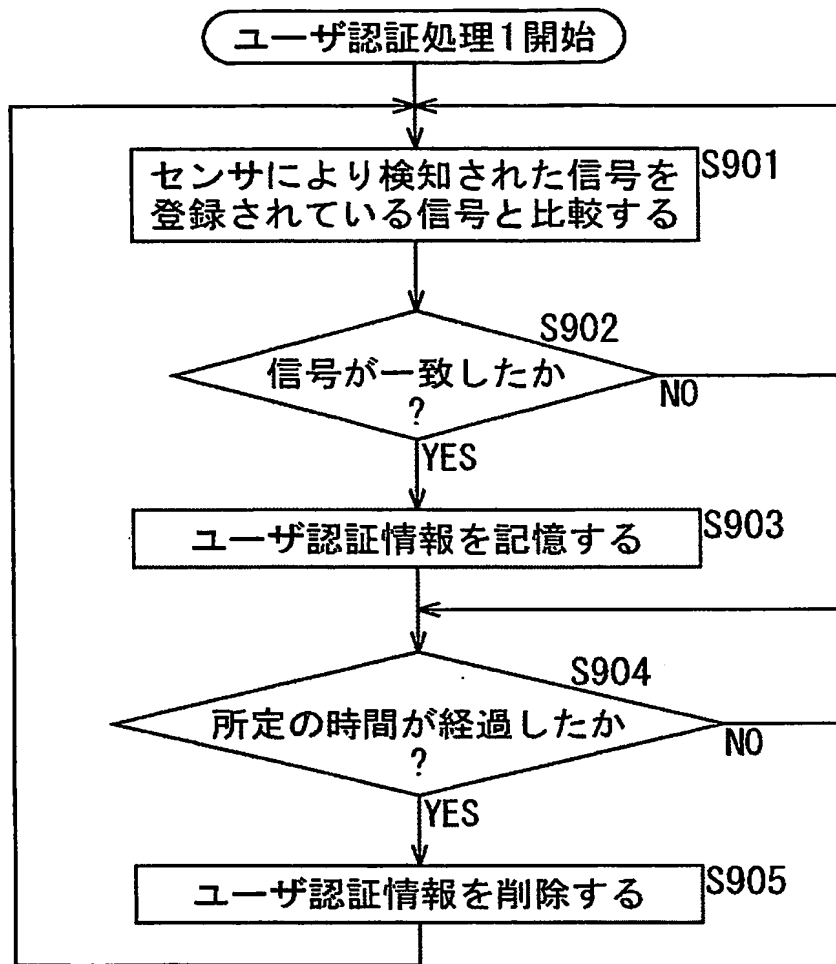 ユーザ認証処理1開始
センサにより検知された信号を
登録されている信号と比較する
S901
S902
信号が一致したか
?
NO
YES
ユーザ認証情報を記憶する
S903
S904
所定の時間が経過したか
?
NO
YES
ユーザ認証情報を削除する
S905